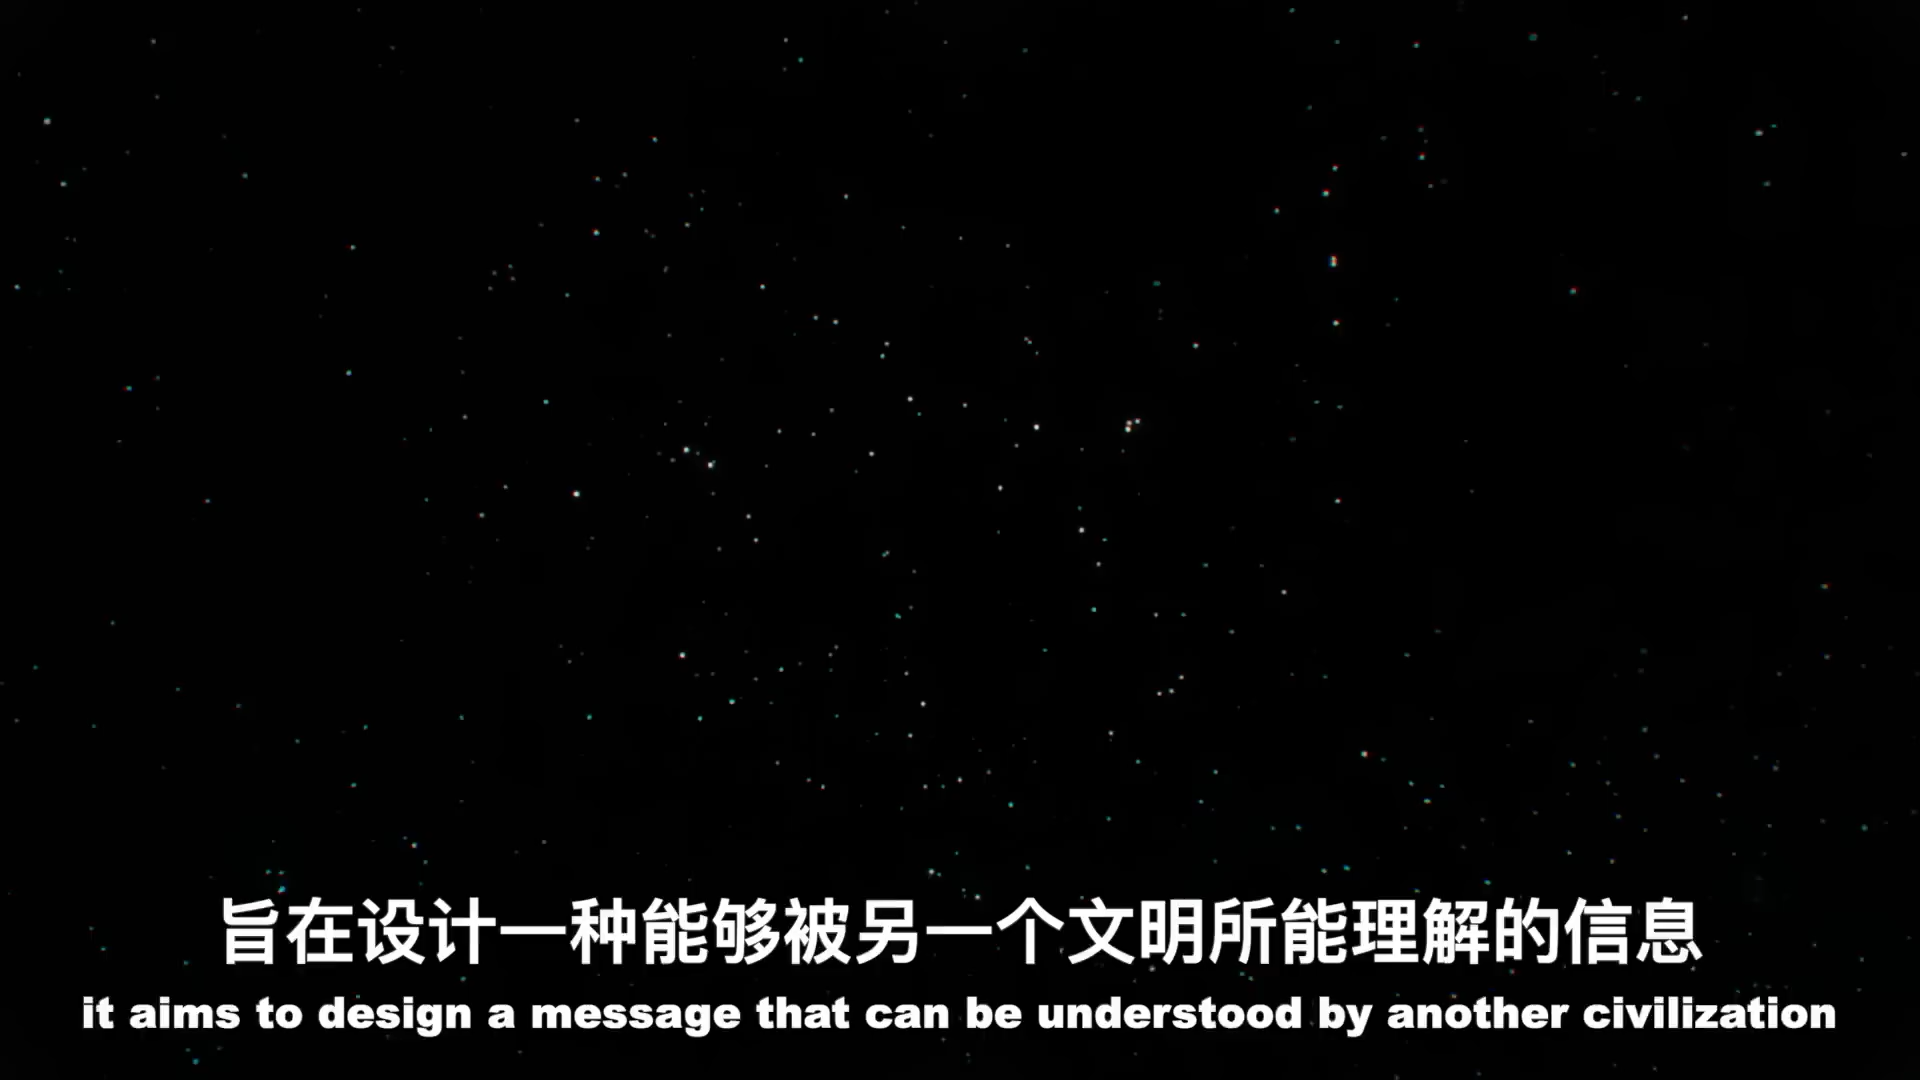 旨在设计一种能够被另一个文明所能理解的信息
it aims to design a message that can be understood by another civilization